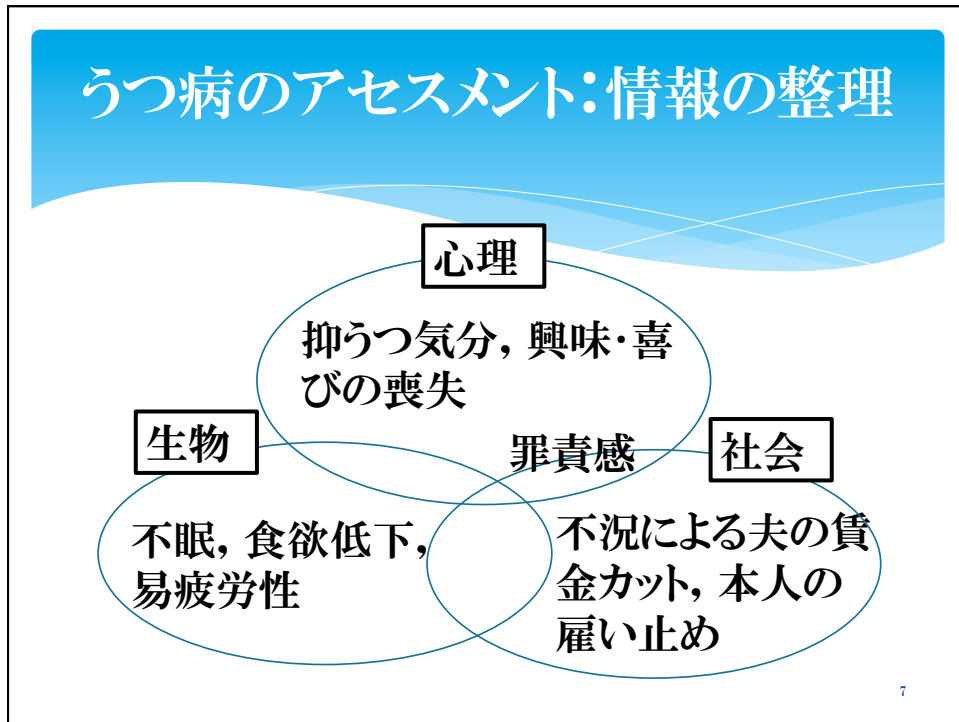 うつ病のアセスメント：情報の整理
心理
抑うつ気分，興味・喜
びの喪失
生物
罪責感
社会
不眠，食欲低下，
易疲労性
不況による夫の賃
金カット，本人の
雇い止め
7